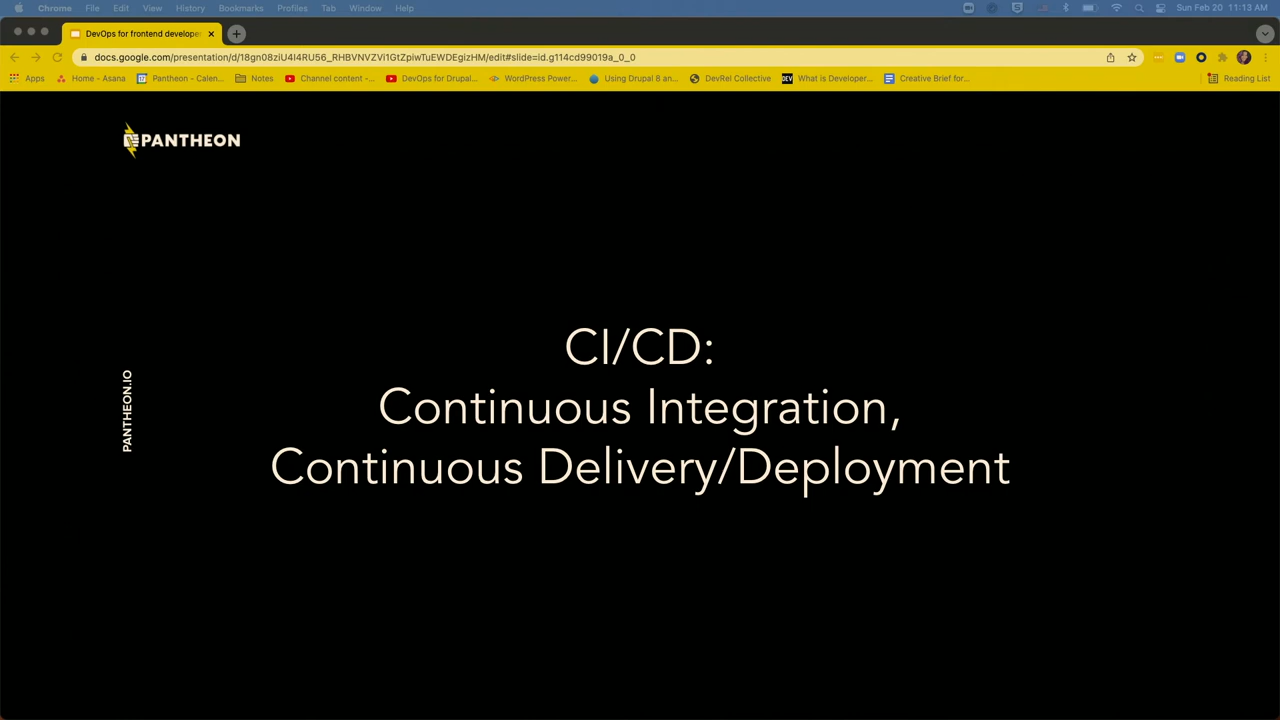 Chrome File Edit View History Bookmarks Profiles Tab Window Help Sun Feb 20 11:13 AM
DevOps for frontend develope
docs.google.com/presentation/d/18gn08ziU4I4RU56_RHBVNVZVi1GtZpiwTuEWDEgizHM/edit#slide=id.g114cd99019a_0_0
Apps Home - Asana Pantheon - Calen... Notes Channel content -... DevOps for Drupal... WordPress Power... Using Drupal 8 an... DevRel Collective DEV What is Developer... Creative Brief for... Reading List
PANTHEON
PANTHEON.IO
CI/CD:
Continuous Integration,
Continuous Delivery/Deployment